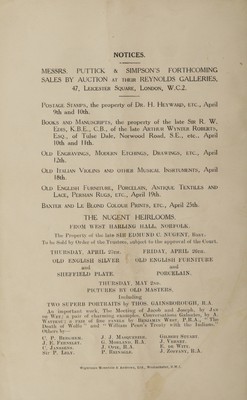 NOTICES.
MESSRS. PUTTICK & SIMPSON'S FORTHCOMING
SALES BY AUCTION AT THEIR REYNOLDS GALLERIES,
47, LEICESTER SQUARE, LONDON, W.C.2.
POSTAGE STAMPS, the property of DR. H. HEYWARD, ETC., April
9th and 10th.
BOOKS AND MANUSCRIPTS, the property of the late SIR R. W.
EDIS, K.B.E., C.B., of the late ARTHUR WYNTER ROBERTS,
ESQ., of Tulse Dale, Norwood Road, S.E., etc., April
10th and 11th.
OLD ENGRAVINGS, MODERN ETCHINGS, DRAWINGS, ETC., April
12th.
OLD ITALIAN VIOLINS AND OTHER MUSICAL INSTRUMENTS, April
18th.
OLD ENGLISH FURNITURE, PORCELAIN, ANTIQUE TEXTILES AND
LACE, PERSIAN RUGS, ETC., April 19th.
BAXTER AND LE BLOND COLOUR PRINTS, ETC., April 25th.
THE NUGENT HEIRLOOMS.
FROM WEST HARLING HALL, NORFOLK.
The Property of the late SIR EDMUND C. NUGENT, Bart.
To be Sold by Order of the Trustees, subject to the approval of the Court.
THURSDAY, APRIL
FRIDAY, APRIL
OLD ENGLISH SILVER
OLD ENGLISH FURNITURE
and
and
SHEFFIELD PLATE.
PORCELAIN.
THURSDAY, MAY 2ND
PICTURES BY OLD MASTERS.
Including
TWO SUPERB PORTRAITS by THOS. GAINSBOROUGH, R.A.
An important work, The Meeting of Jacob and Joseph, by JAN
; a pair of charming examples, Conversations Galantes, by A.
WATTEAU; a pair of fine by BENJAMIN WEST, P.R.A., "The
Death of Wolfe" and "William Penn's Treaty with the Indians."
Others by—
J. J.
GILBERT STUART.
G. MORLAND, R.A.
J. VERNET.
C. JANSSENS.
J. OPIE, R.A.
E. DE WITT.
SIR P. LELY.
P. REINAGLE.
J. ZOFFANY, R.A.